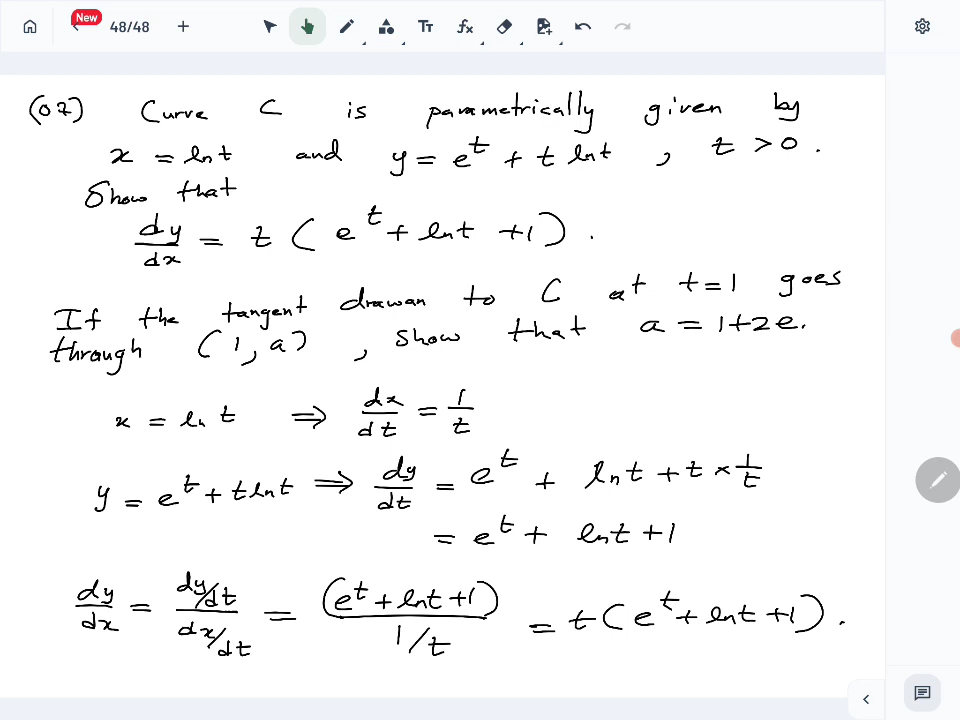 New
48/48
(07) Curve C is parametrically given by
x = ln t and y = e^t + t ln t , t > 0 .
Show that
dy/dx = t ( e^t + ln t + 1 ) .
If the tangent drawan to C at t = 1 goes
through ( 1 , a ) , show that a = 1 + 2e.
x = ln t ⇒ dx/dt = 1/t
y = e^t + t ln t ⇒ dy/dt = e^t + ln t + t × 1/t
= e^t + ln t + 1
dy/dx = (dy/dt)/(dx/dt) = (e^t + ln t + 1)/(1/t) = t ( e^t + ln t + 1 ) .